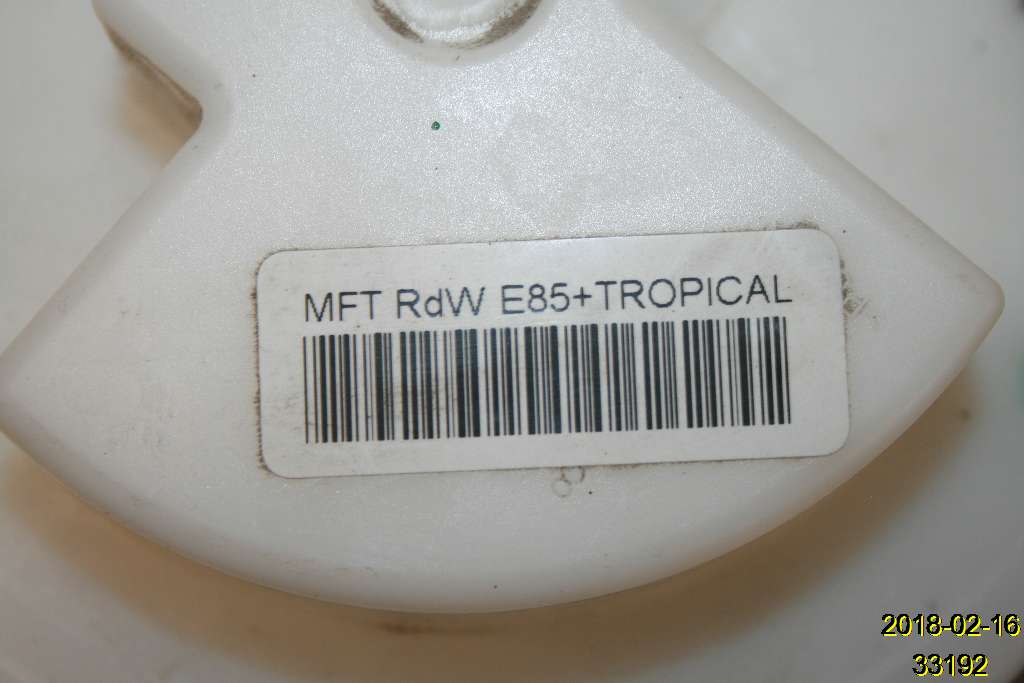 MFT RdW E85+TROPICAL
2018-02-16
33192